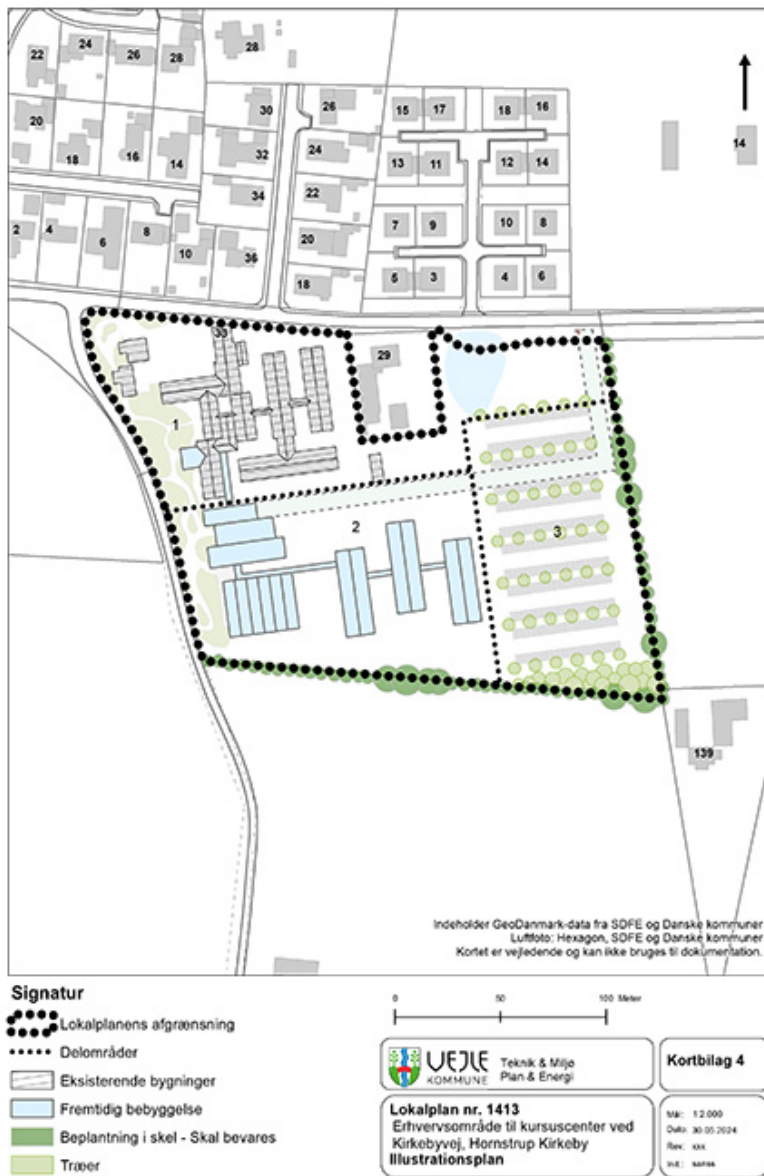 28
24
22
26
28
30
26
15
17
18
16
20
32
24
14
18
16
14
13
11
12
14
34
22
2
4
6
8
10
36
20
7
9
10
8
18
5
3
4
6
30
29
1
2
3
139
Indeholder GeoDanmark-data fra SDFE og Danske kommuner
Luftfoto: Hexagon, SDFE og Danske kommuner
Kortet er vejledende og kan ikke bruges til dokumentation.
Signatur
Lokalplanens afgrænsning
Delområder
Eksisterende bygninger
Fremtidig bebyggelse
Beplantning i skel - Skal bevares
Træer
0 50 100 Meter
VEJLE
KOMMUNE
Teknik & Miljø
Plan & Energi
Kortbilag 4
Lokalplan nr. 1413
Erhvervsområde til kursuscenter ved
Kirkebyvej, Hornstrup Kirkeby
Illustrationsplan
Mål: 1:2.000
Dato: 30.05.2024
Rev.: xxx
Init.: